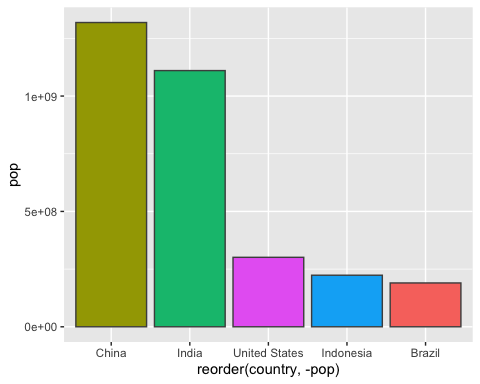 pop
1e+09
5e+08
0e+00
China India United States Indonesia Brazil
reorder(country, -pop)